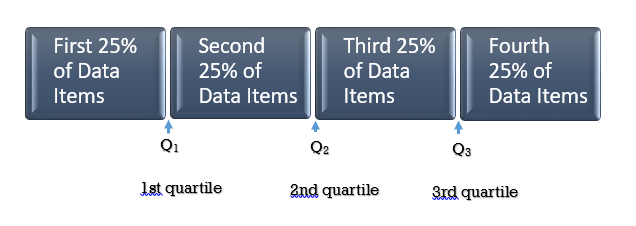 First 25%
of Data
Items
Second
25% of
Data Items
Third 25%
of Data
Items
Fourth
25% of
Data Items
Q1
Q2
Q3
1st quartile
2nd quartile
3rd quartile